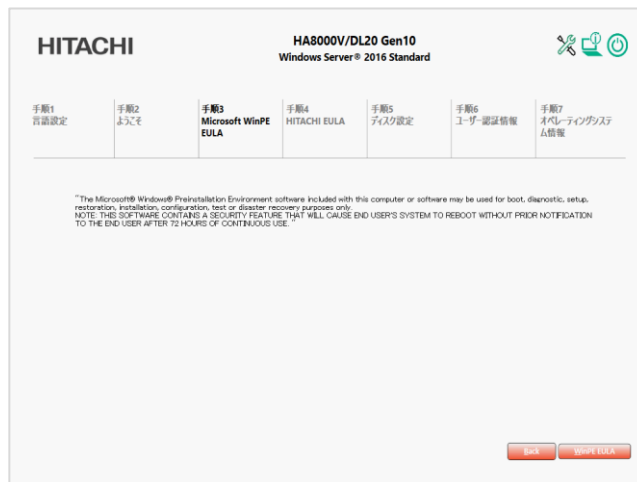 HITACHI
HA8000V/DL20 Gen10
Windows Server® 2016 Standard
手順1
言語設定
手順2
ようこそ
手順3
Microsoft WinPE
EULA
手順4
HITACHI EULA
手順5
ディスク設定
手順6
ユーザー認証情報
手順7
オペレーティングシステ
ム情報
"The Microsoft® Windows® Preinstallation Environment software included with this computer or software may be used for boot, diagnostic, setup,
restoration, installation, configuration, test or disaster recovery purposes only.
NOTE: THIS SOFTWARE CONTAINS A SECURITY FEATURE THAT WILL CAUSE END USER'S SYSTEM TO REBOOT WITHOUT PRIOR NOTIFICATION
TO THE END USER AFTER 72 HOURS OF CONTINUOUS USE. "
Back
WinPE EULA